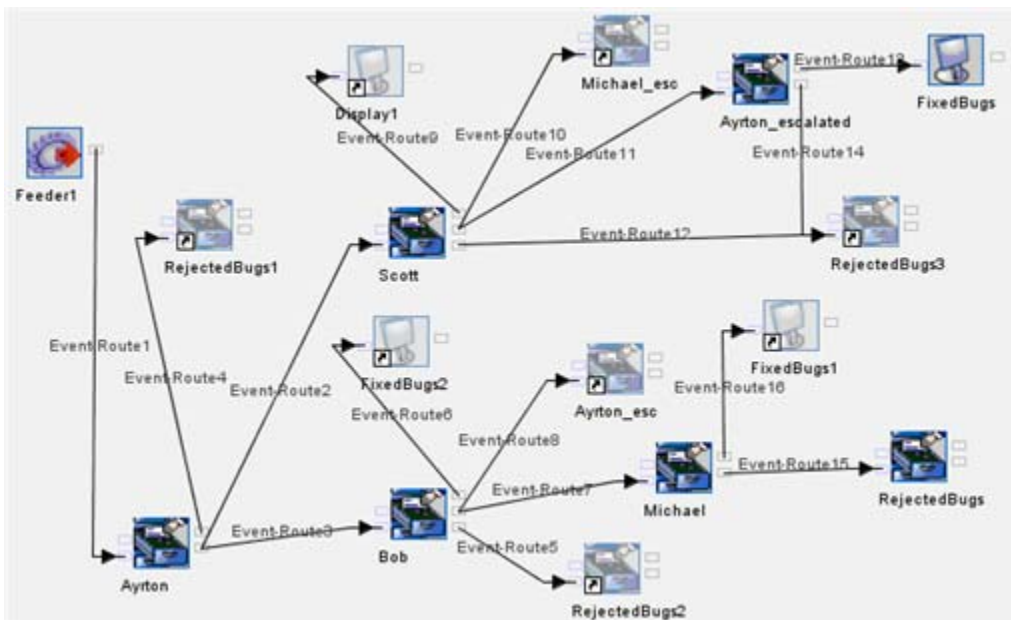 Event-Route13
Michael_esc
FixedBugs
Display1
Ayrton_escalated
Event-Route9
Event-Route10
Event-Route11
Event-Route14
Feeder1
Event-Route12
RejectedBugs1
Scott
RejectedBugs3
Event-Route1
Event-Route4
Event-Route2
FixedBugs2
FixedBugs1
Event-Route16
Event-Route6
Ayrton_esc
Event-Route8
Event-Route15
Event-Route7
RejectedBugs
Michael
Event-Route3
Event-Route5
Bob
Ayrton
RejectedBugs2